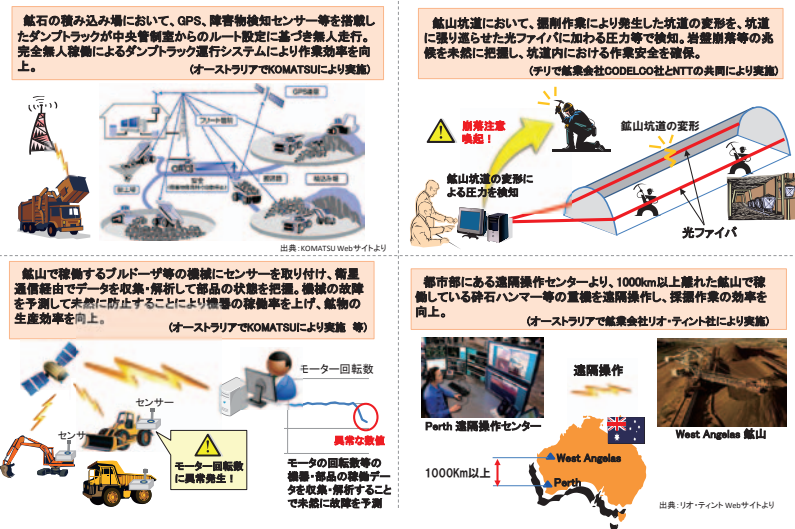 鉱石の積み込み場において、GPS、障害物検知センサー等を搭載し
たダンプトラックが中央管制室からのルート設定に基づき無人走行。
完全無人稼働によるダンプトラック運行システムにより作業効率を向
上。
(オーストラリアでKOMATSUにより実施)
GPS衛星
フリート管制
積込み場
出典：KOMATSU Webサイトより
鉱山坑道において、掘削作業により発生した坑道の変形を、坑道
に張り巡らせた光ファイバに加わる圧力等で検知。岩盤崩落等の兆
候を未然に把握し、坑道内における作業安全を確保。
(チリで鉱業会社CODELCO社とNTTの共同により実施)
崩落注意
喚起！
鉱山坑道の変形
鉱山坑道の変形に
よる圧力を検知
光ファイバ
鉱山で稼働するブルドーザ等の機械にセンサーを取り付け、衛星
通信経由でデータを収集・解析して部品の状態を把握。機械の故障
を予測して未然に防止することにより機器の稼働率を上げ、鉱物の
生産効率を向上。
(オーストラリアでKOMATSUにより実施　等)
モーター回転数
センサー
センサ
異常な数値
モーター回転数
に異常発生！
モータの回転数等の
機器・部品の稼働デー
タを収集・解析すること
で未然に故障を予測
都市部にある遠隔操作センターより、1000km以上離れた鉱山で稼
働している砕石ハンマー等の重機を遠隔操作し、採掘作業の効率を
向上。
(オーストラリアで鉱業会社リオ・ティント社により実施)
遠隔操作
Perth 遠隔操作センター
West Angelas 鉱山
West Angelas
1000Km以上
Perth
出典：リオ・ティント Webサイトより